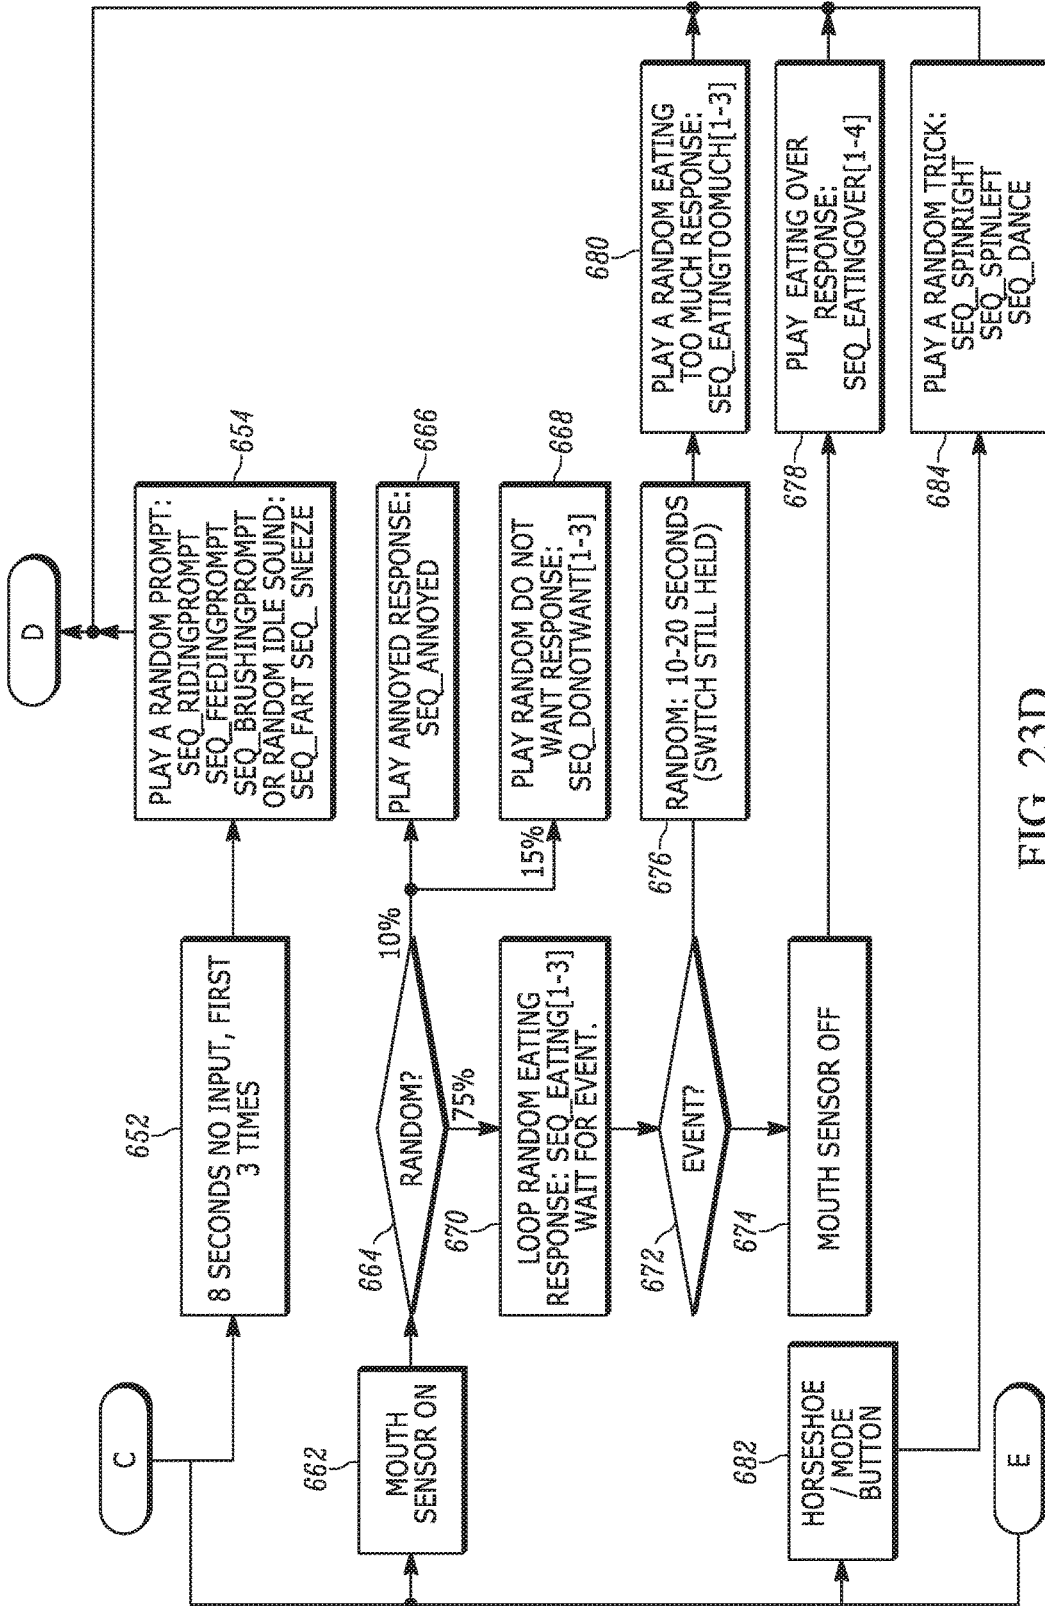 C
D
652
8 SECONDS NO INPUT, FIRST
3 TIMES
654
PLAY A RANDOM PROMPT:
SEQ_RIDINGPROMPT
SEQ_FEEDINGPROMPT
SEQ_BRUSHINGPROMPT
OR RANDOM IDLE SOUND:
SEQ_FART SEQ_SNEEZE
662
MOUTH
SENSOR ON
664
RANDOM?
10%
15%
75%
666
PLAY ANNOYED RESPONSE:
SEQ_ANNOYED
668
PLAY RANDOM DO NOT
WANT RESPONSE:
SEQ_DONOTWANT[1-3]
670
LOOP RANDOM EATING
RESPONSE: SEQ_EATING[1-3]
WAIT FOR EVENT.
672
EVENT?
676
RANDOM: 10-20 SECONDS
(SWITCH STILL HELD)
680
PLAY A RANDOM EATING
TOO MUCH RESPONSE:
SEQ_EATINGTOOMUCH[1-3]
674
MOUTH SENSOR OFF
678
PLAY EATING OVER
RESPONSE:
SEQ_EATINGOVER[1-4]
682
HORSESHOE
/ MODE
BUTTON
684
PLAY A RANDOM TRICK:
SEQ_SPINRIGHT
SEQ_SPINLEFT
SEQ_DANCE
E
FIG. 23D